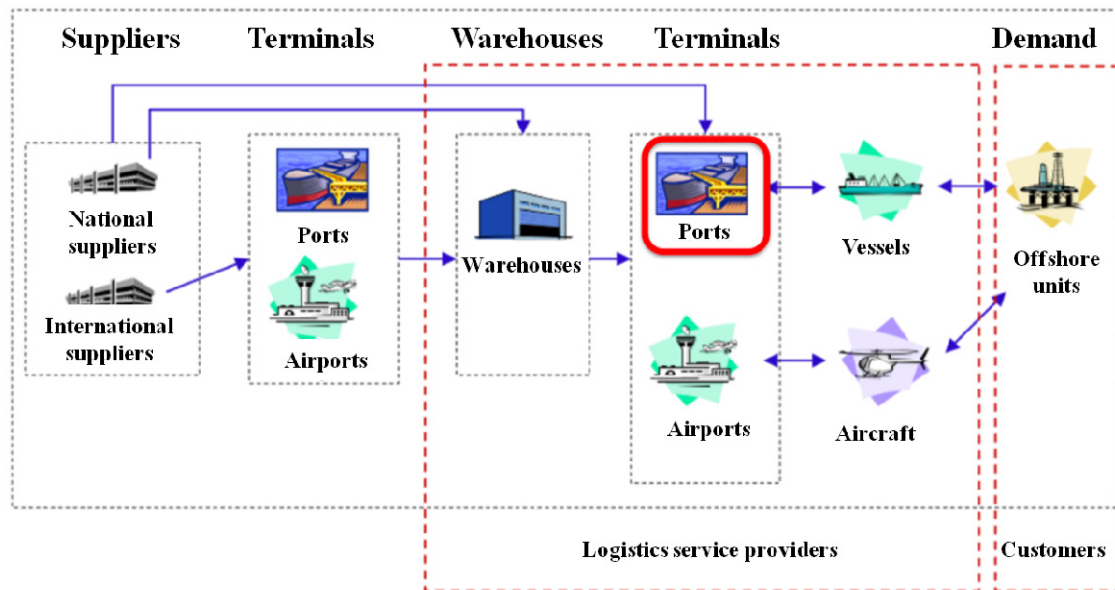 Suppliers
Terminals
Warehouses
Terminals
Demand
National
suppliers
International
suppliers
Ports
Airports
Warehouses
Ports
Airports
Vessels
Aircraft
Offshore
units
Logistics service providers
Customers